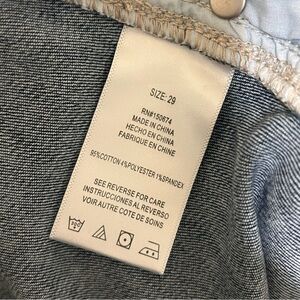 SIZE: 29
RN#150674
MADE IN CHINA
HECHO EN CHINA
FABRIQUE EN CHINE
95%COTTON 4%POLYESTER 1%SPANDEX
SEE REVERSE FOR CARE
INSTRUCCIONES AL REVERSO
VOIR AUTRE COTE DE SOINS